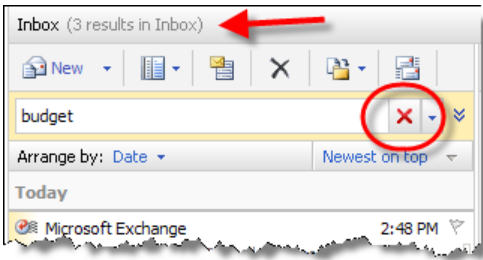 Inbox (3 results in Inbox)
New
budget
Arrange by: Date Newest on top
Today
Microsoft Exchange 2:48 PM